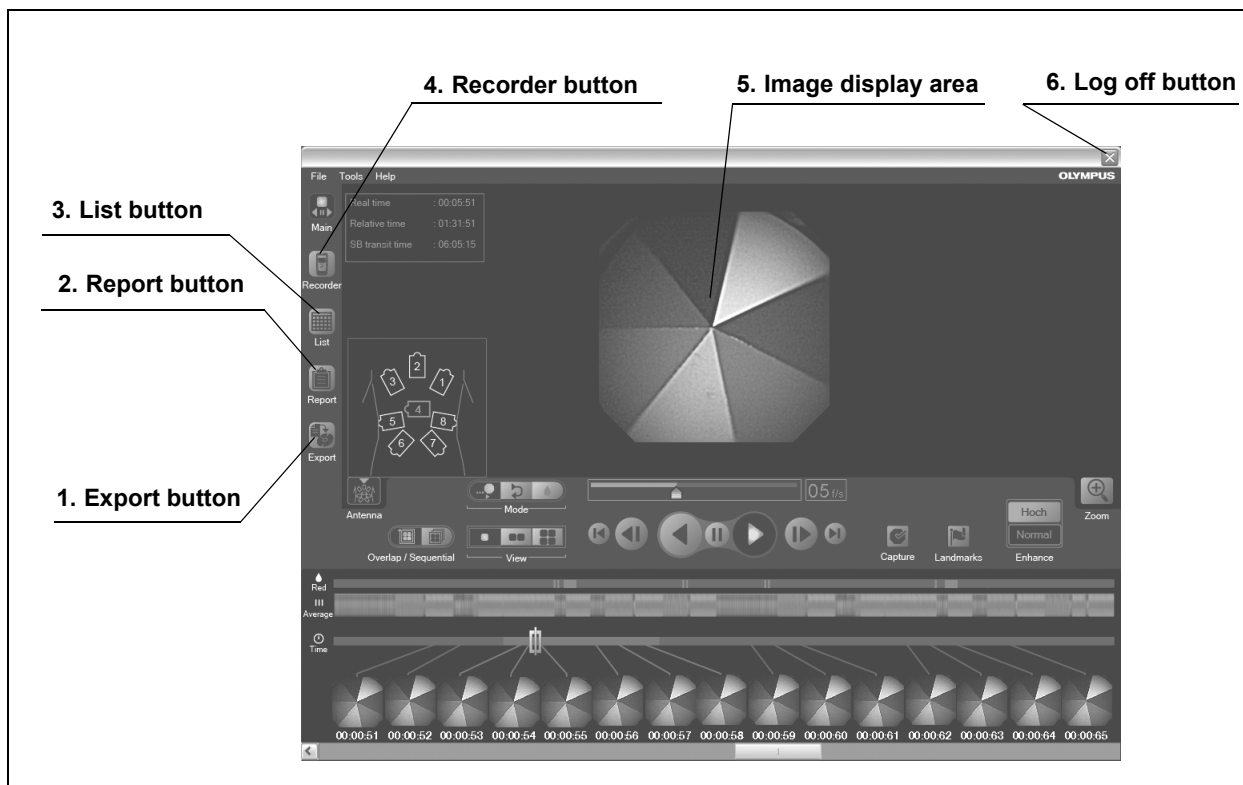 4. Recorder button
5. Image display area
6. Log off button
3. List button
2. Report button
1. Export button
File Tools Help
OLYMPUS
Main
Recorder
List
Report
Export
Real time : 00:05:51
Relative time : 01:31:51
SB transit time : 06:05:15
2
3 1
4
5 8
6 7
Antenna
Mode
05 f/s
Overlap / Sequential
View
Capture
Landmarks
Hoch
Normal
Enhance
Zoom
Red
Average
Time
00:00:51 00:00:52 00:00:53 00:00:54 00:00:55 00:00:56 00:00:57 00:00:58 00:00:59 00:00:60 00:00:61 00:00:62 00:00:63 00:00:64 00:00:65